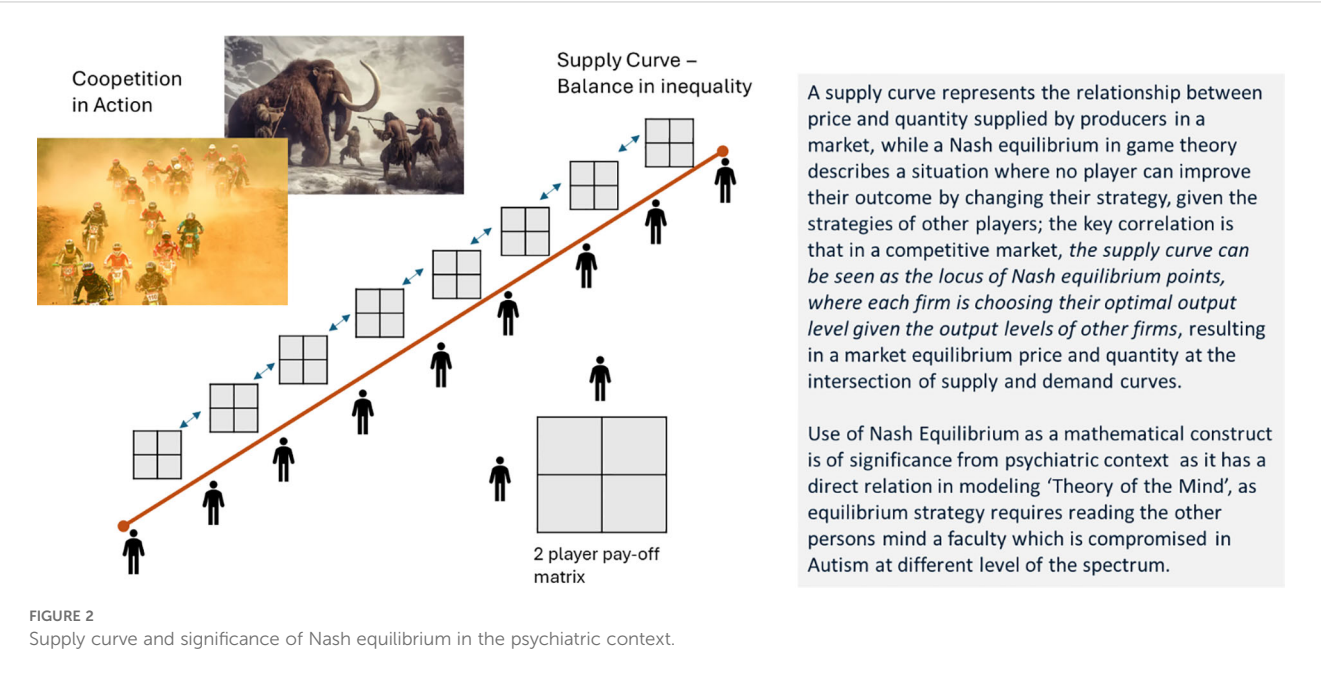 Coopetition
in Action
Supply Curve –
Balance in inequality
2 player pay-off
matrix
A supply curve represents the relationship between
price and quantity supplied by producers in a
market, while a Nash equilibrium in game theory
describes a situation where no player can improve
their outcome by changing their strategy, given the
strategies of other players; the key correlation is
that in a competitive market, the supply curve can
be seen as the locus of Nash equilibrium points,
where each firm is choosing their optimal output
level given the output levels of other firms, resulting
in a market equilibrium price and quantity at the
intersection of supply and demand curves.
Use of Nash Equilibrium as a mathematical construct
is of significance from psychiatric context as it has a
direct relation in modeling ‘Theory of the Mind’, as
equilibrium strategy requires reading the other
persons mind a faculty which is compromised in
Autism at different level of the spectrum.
FIGURE 2
Supply curve and significance of Nash equilibrium in the psychiatric context.